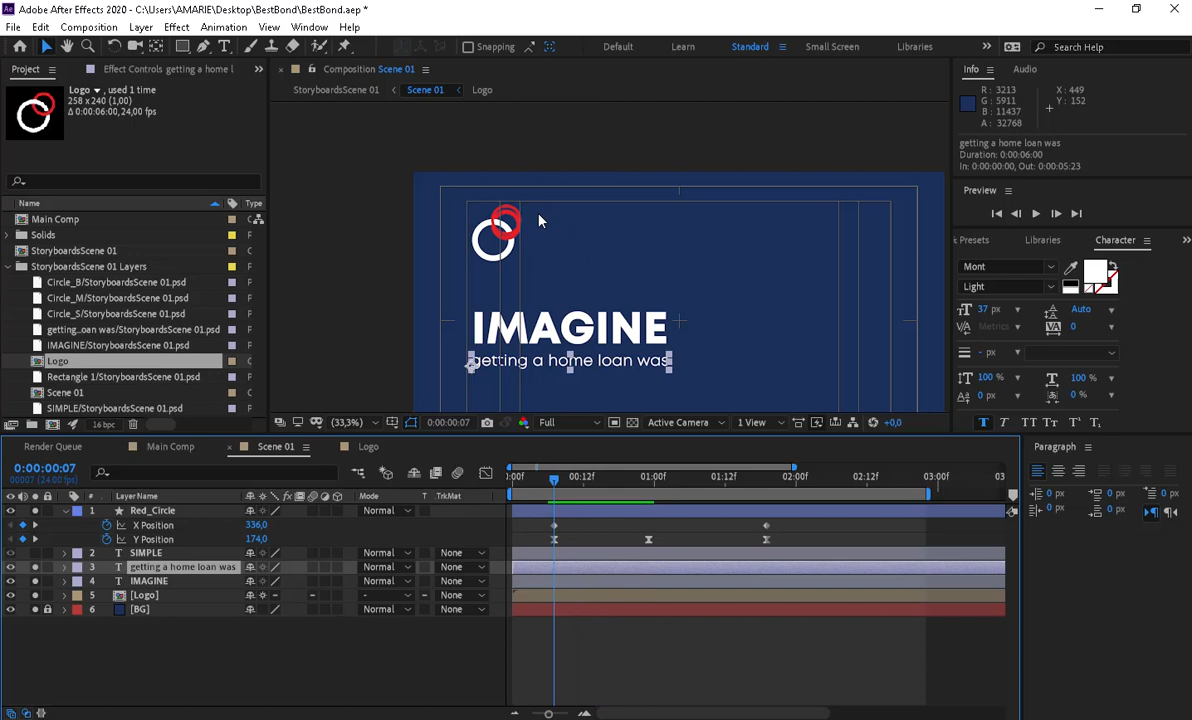 Adobe After Effects 2020 - C:\Users\AMARIE\Desktop\BestBond\BestBond.aep *
File Edit Composition Layer Effect Animation View Window Help
Snapping Default Learn Standard Small Screen Libraries Search Help
Project Effect Controls getting a home l
Logo, used 1 time
258 x 240 (1,00)
Δ 0:00:06:00, 24,00 fps
Name Type
Main Comp
Solids
StoryboardsScene 01
StoryboardsScene 01 Layers
Circle_B/StoryboardsScene 01.psd
Circle_M/StoryboardsScene 01.psd
Circle_S/StoryboardsScene 01.psd
getting...oan was/StoryboardsScene 01.psd
IMAGINE/StoryboardsScene 01.psd
Logo
Rectangle 1/StoryboardsScene 01.psd
Scene 01
SIMPLE/StoryboardsScene 01.psd
16 bpc
Composition Scene 01
StoryboardsScene 01 Scene 01 Logo
IMAGINE
getting a home loan was
(33,3%) 0:00:00:07 Full Active Camera 1 View +0,0
Info Audio
R : 3213
G : 5911
B : 11437
A : 32768
X : 449
Y : 152
getting a home loan was
Duration: 0:00:06:00
In: 0:00:00:00, Out: 0:00:05:23
Preview
Presets Libraries Character
Mont
Light
37 px Auto
Metrics 0
- px
100 % 100 %
0 px 0 %
T T TT Tт T¹ T₁
Paragraph
0 px 0 px 0 px
0 px 0 px
Render Queue Main Comp Scene 01 Logo
0:00:00:07
00007 (24.00 fps)
# Layer Name Mode T TrkMat
:00f 00:12f 01:00f 01:12f 02:00f 02:12f 03:00f 03
1 Red_Circle Normal
X Position 336,0
Y Position 174,0
2 T SIMPLE Normal None
3 T getting a home loan was Normal None
4 T IMAGINE Normal None
5 [Logo] - None
6 [BG] Normal None